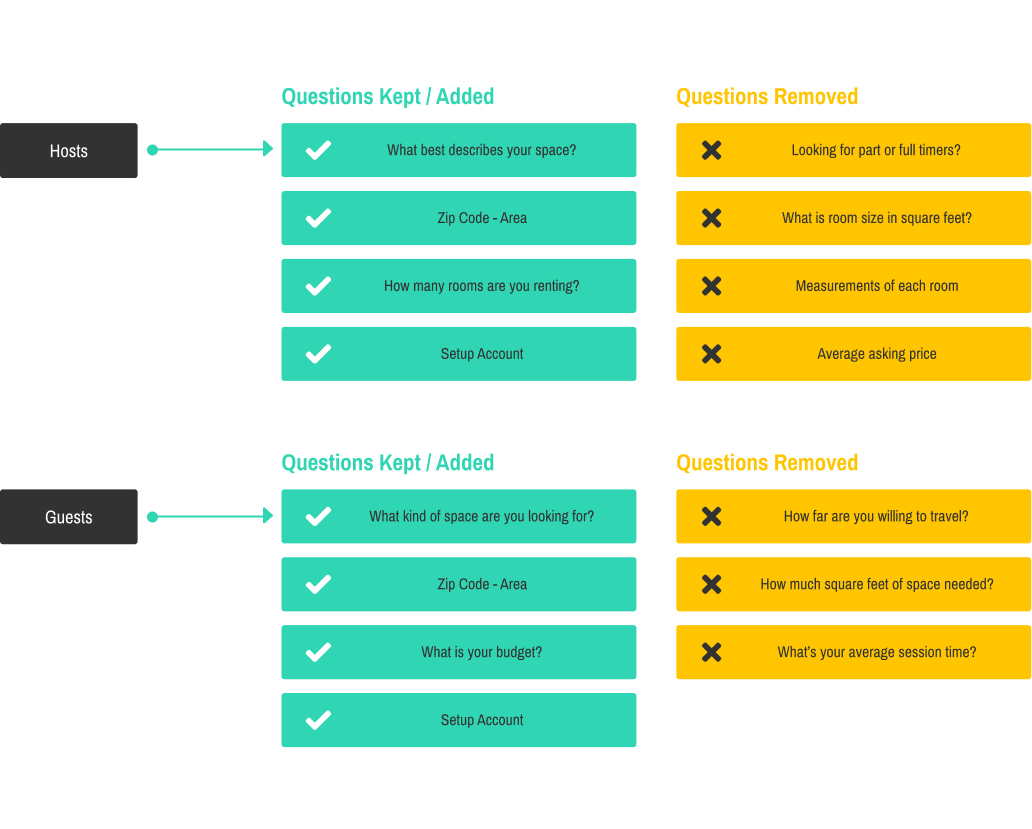 Questions Kept / Added
Questions Removed
Hosts
What best describes your space?
Looking for part or full timers?
Zip Code - Area
What is room size in square feet?
How many rooms are you renting?
Measurements of each room
Setup Account
Average asking price
Questions Kept / Added
Questions Removed
Guests
What kind of space are you looking for?
How far are you willing to travel?
Zip Code - Area
How much square feet of space needed?
What is your budget?
What’s your average session time?
Setup Account